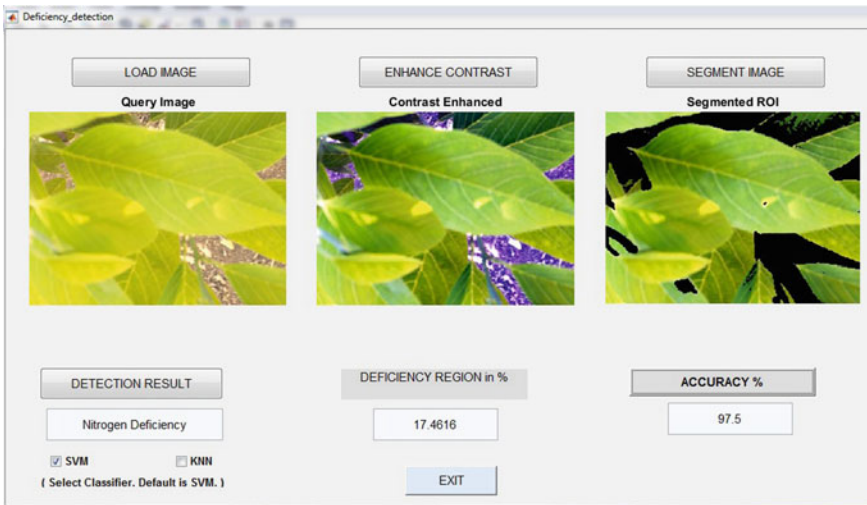 Deficiency_detection
LOAD IMAGE
ENHANCE CONTRAST
SEGMENT IMAGE
Query Image
Contrast Enhanced
Segmented ROI
DETECTION RESULT
DEFICIENCY REGION in %
ACCURACY %
Nitrogen Deficiency
17.4616
97.5
SVM
KNN
( Select Classifier. Default is SVM. )
EXIT